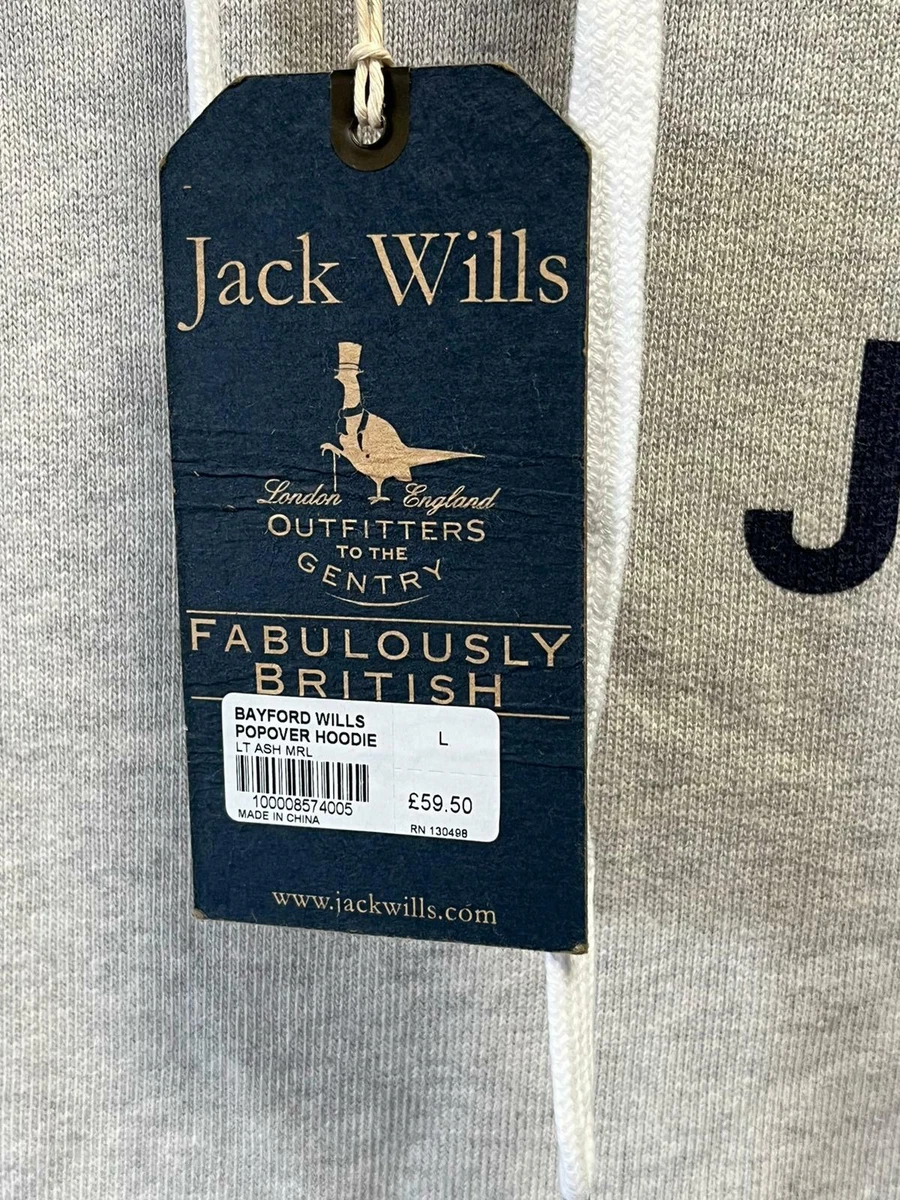 Jack Wills
London England
OUTFITTERS
TO THE
GENTRY
FABULOUSLY
BRITISH
BAYFORD WILLS
POPOVER HOODIE
LT ASH MRL
L
100008574005
£59.50
MADE IN CHINA
RN 130498
www.jackwills.com
J